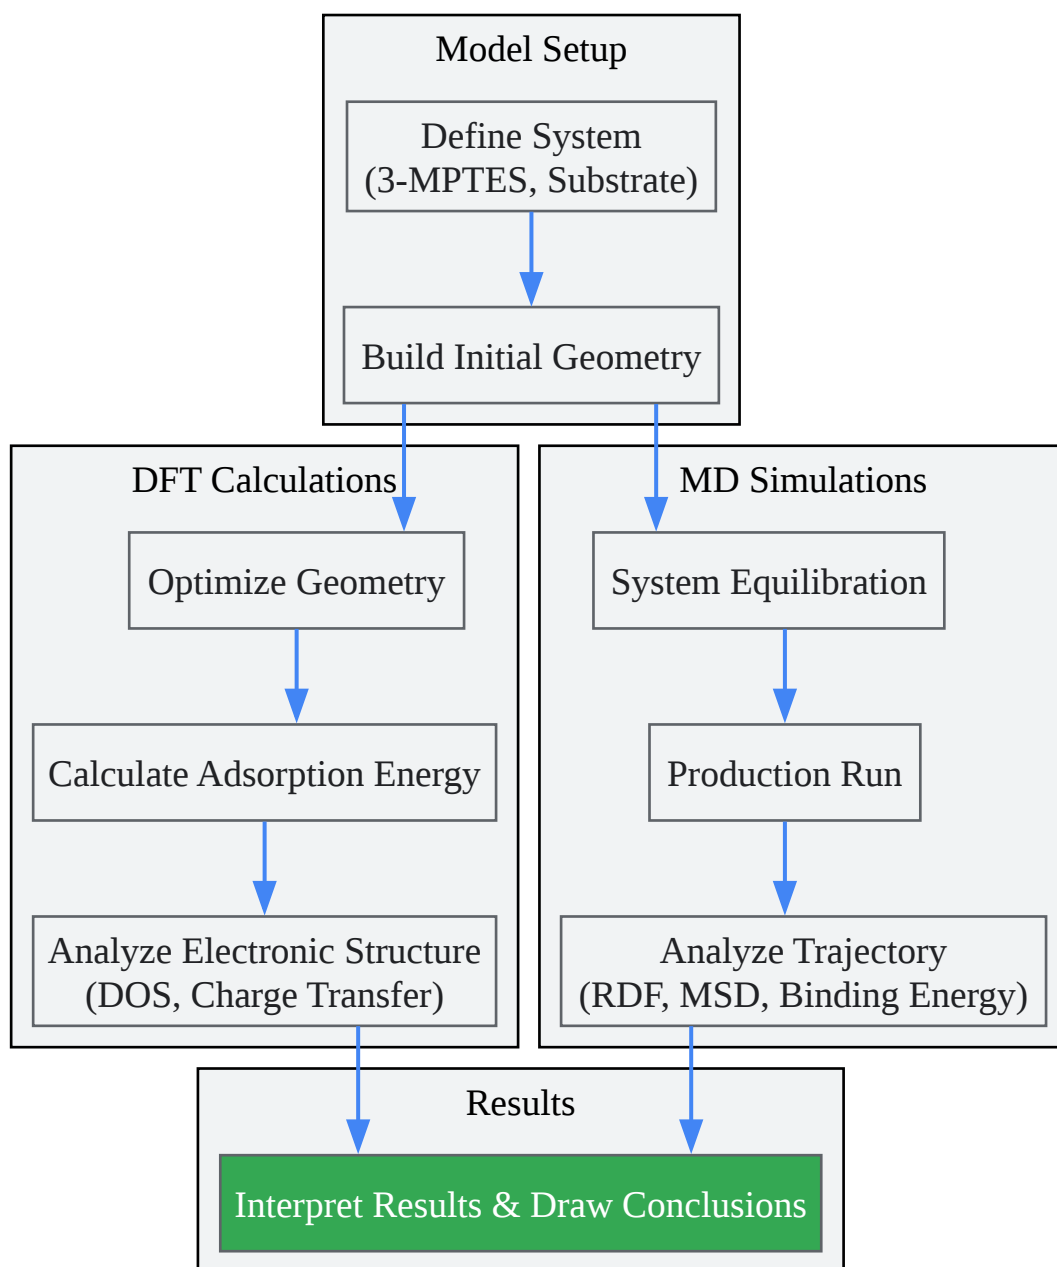 Model Setup
Define System
(3-MPTES, Substrate)
Build Initial Geometry
DFT Calculations
Optimize Geometry
Calculate Adsorption Energy
Analyze Electronic Structure
(DOS, Charge Transfer)
MD Simulations
System Equilibration
Production Run
Analyze Trajectory
(RDF, MSD, Binding Energy)
Results
Interpret Results & Draw Conclusions